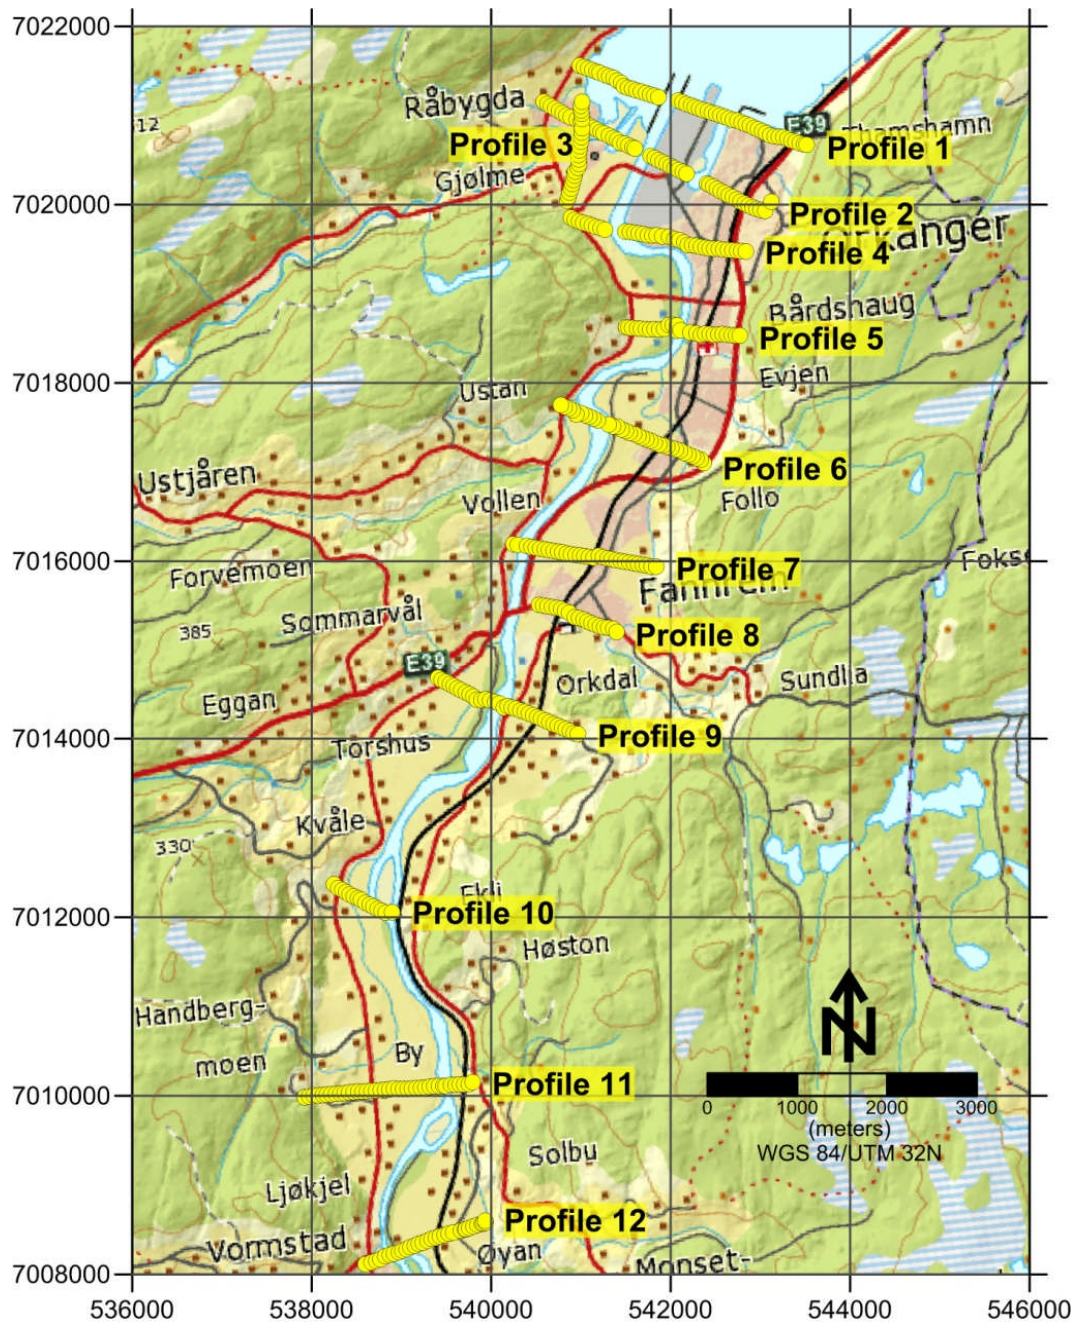 7022000
Råbygda
E39
Thamshamn
12
Profile 3
Profile 1
Gjølme
7020000
Profile 2
Orkanger
Profile 4
Bårdshaug
Profile 5
7018000
Evjen
Ustan
Profile 6
Ustjåren
Vollen
Follo
7016000
Forvemoen
Profile 7
Fannrem
Fokse
385
Sommarvål
Profile 8
E39
Eggan
Orkdal
Sundlia
7014000
Torshus
Profile 9
Kvåle
330
Ekli
7012000
Profile 10
Høston
Handberg-
moen
N
By
7010000
Profile 11
0 1000 2000 3000
(meters)
WGS 84/UTM 32N
Solbu
Ljøkjel
Profile 12
Vormstad
Øyan
Monset-
7008000
536000 538000 540000 542000 544000 546000